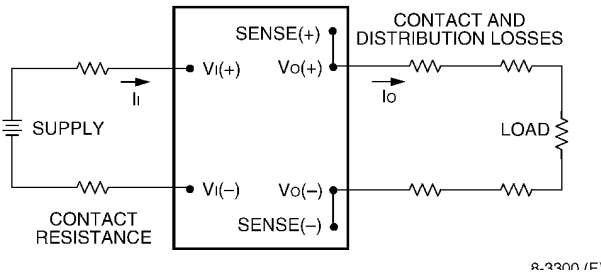 CONTACT AND
DISTRIBUTION LOSSES
SENSE(+)
VI(+)
VO(+)
II
IO
SUPPLY
LOAD
VI(–)
VO(–)
CONTACT
RESISTANCE
SENSE(–)